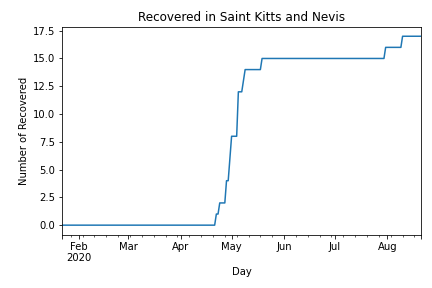 Recovered in Saint Kitts and Nevis
17.5
15.0
12.5
10.0
7.5
5.0
2.5
0.0
Number of Recovered
Feb Mar Apr May Jun Jul Aug
2020
Day